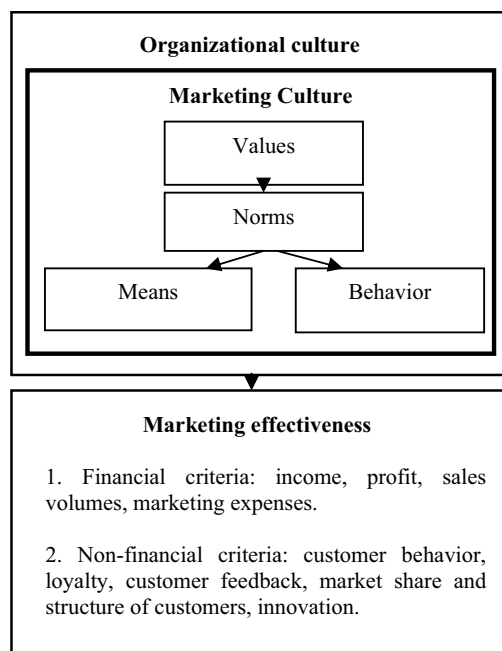 Organizational culture
Marketing Culture
Values
Norms
Means Behavior
Marketing effectiveness
1. Financial criteria: income, profit, sales
volumes, marketing expenses.
2. Non-financial criteria: customer behavior,
loyalty, customer feedback, market share and
structure of customers, innovation.